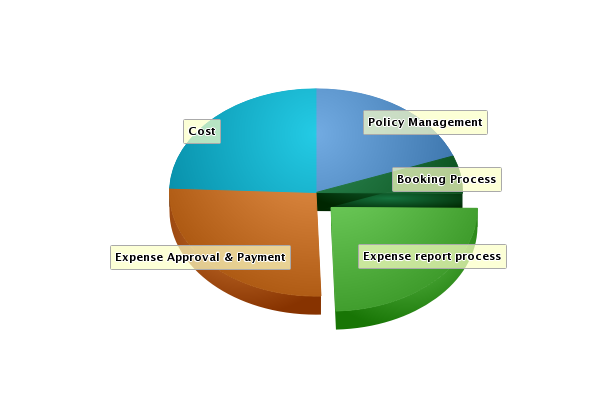 Policy Management
Cost
Booking Process
Expense Approval & Payment
Expense report process